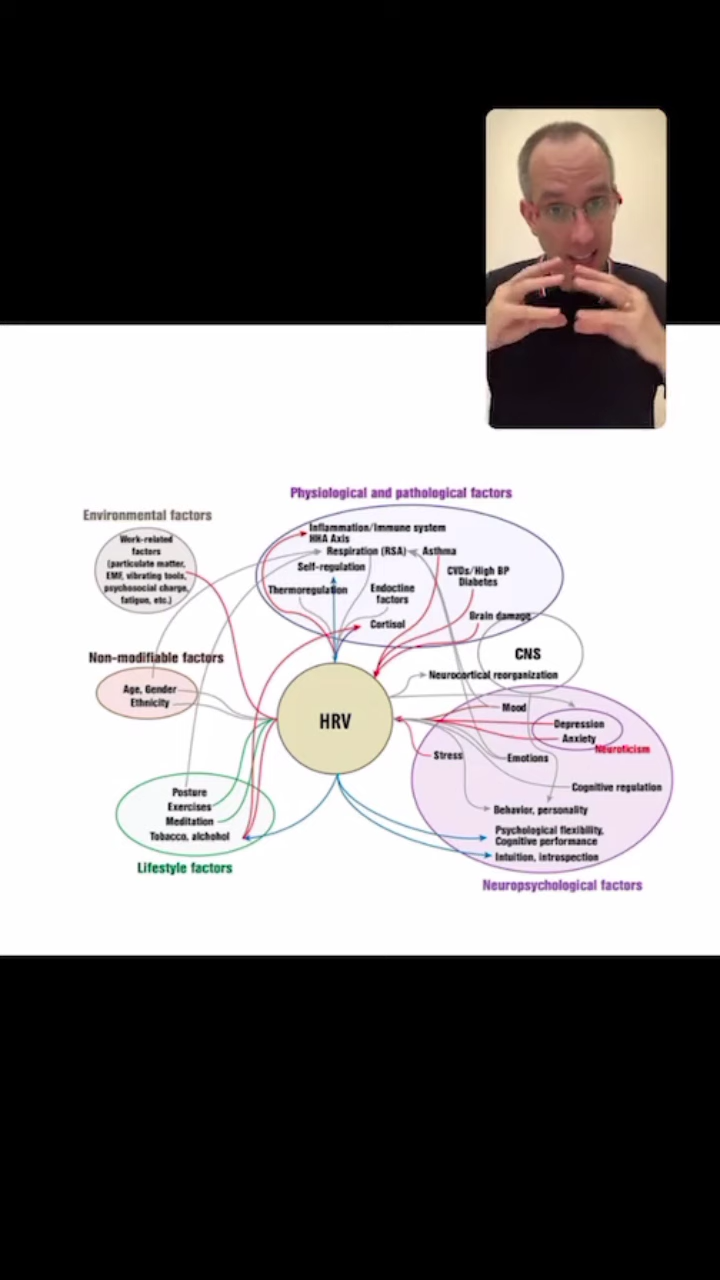 Physiological and pathological factors
Environmental factors
Work-related
factors
(particulate matter,
EMF, vibrating tools,
psychosocial charge,
fatigue, etc.)
Inflammation/Immune system
HHA Axis
Respiration (RSA)
Asthma
Self-regulation
CVDs/High BP
Diabetes
Thermoregulation
Endoctine
factors
Brain damage
Cortisol
CNS
Non-modifiable factors
Age, Gender
Ethnicity
Neurocortical reorganization
HRV
Mood
Depression
Anxiety
Neuroticism
Stress
Emotions
Cognitive regulation
Behavior, personality
Psychological flexibility,
Cognitive performance
Intuition, introspection
Neuropsychological factors
Posture
Exercises
Meditation
Tobacco, alchohol
Lifestyle factors